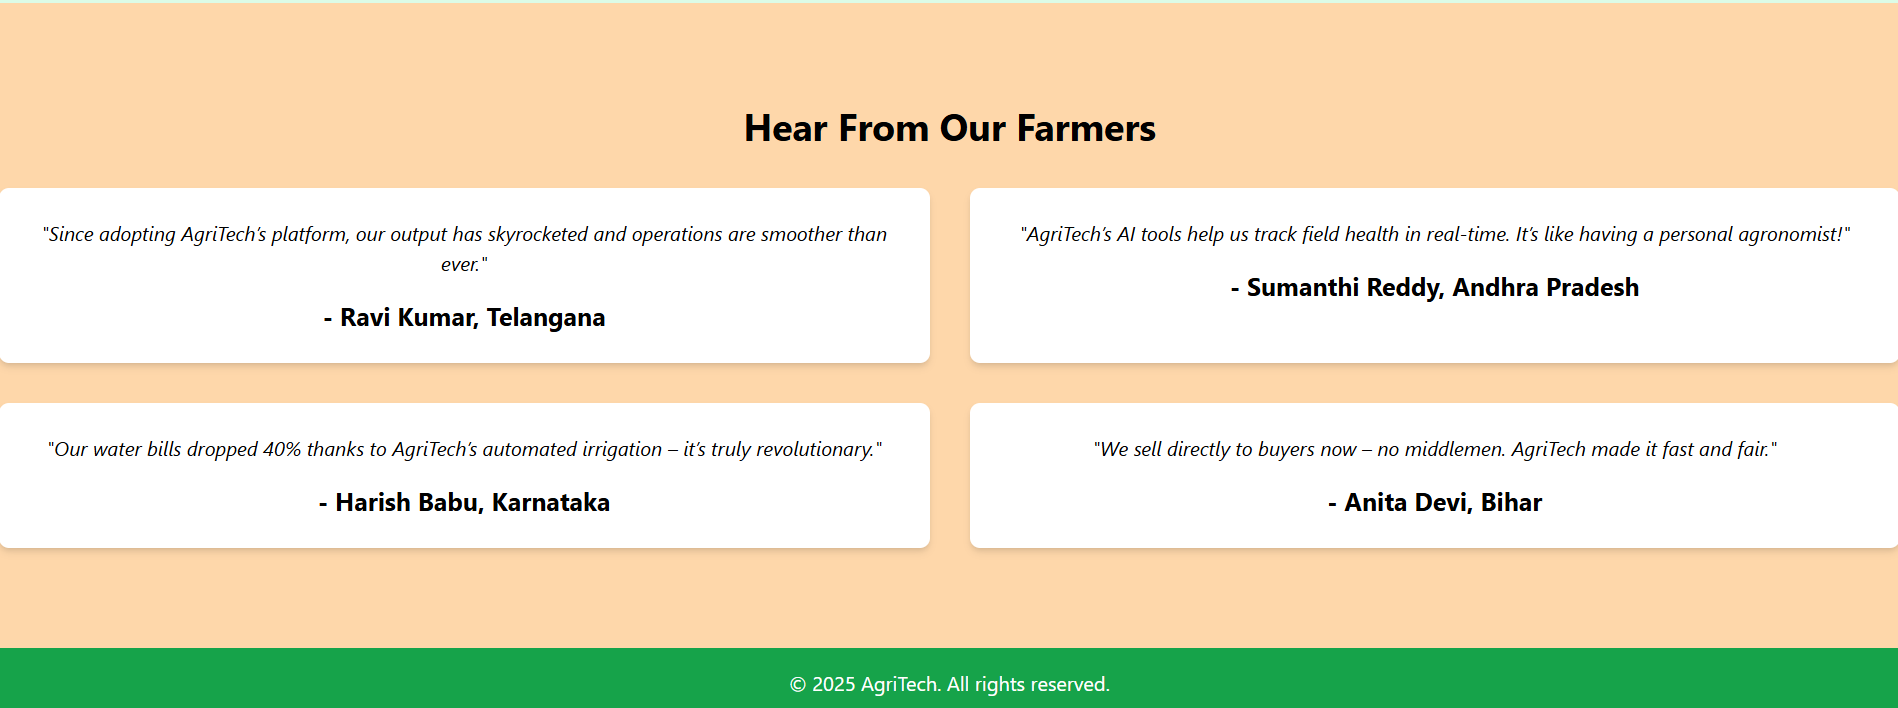 Hear From Our Farmers
"Since adopting AgriTech’s platform, our output has skyrocketed and operations are smoother than
ever."
- Ravi Kumar, Telangana
"AgriTech’s AI tools help us track field health in real-time. It’s like having a personal agronomist!"
- Sumanthi Reddy, Andhra Pradesh
"Our water bills dropped 40% thanks to AgriTech’s automated irrigation – it’s truly revolutionary."
- Harish Babu, Karnataka
"We sell directly to buyers now – no middlemen. AgriTech made it fast and fair."
- Anita Devi, Bihar
© 2025 AgriTech. All rights reserved.